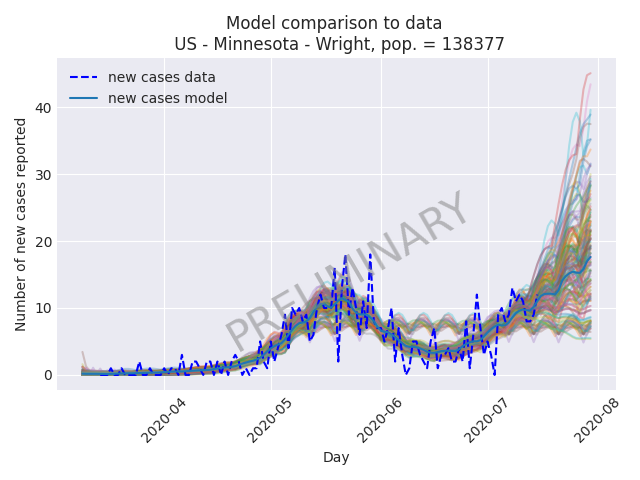 Model comparison to data
US - Minnesota - Wright, pop. = 138377
new cases data
new cases model
Number of new cases reported
40
30
20
10
0
PRELIMINARY
2020-04
2020-05
2020-06
2020-07
2020-08
Day